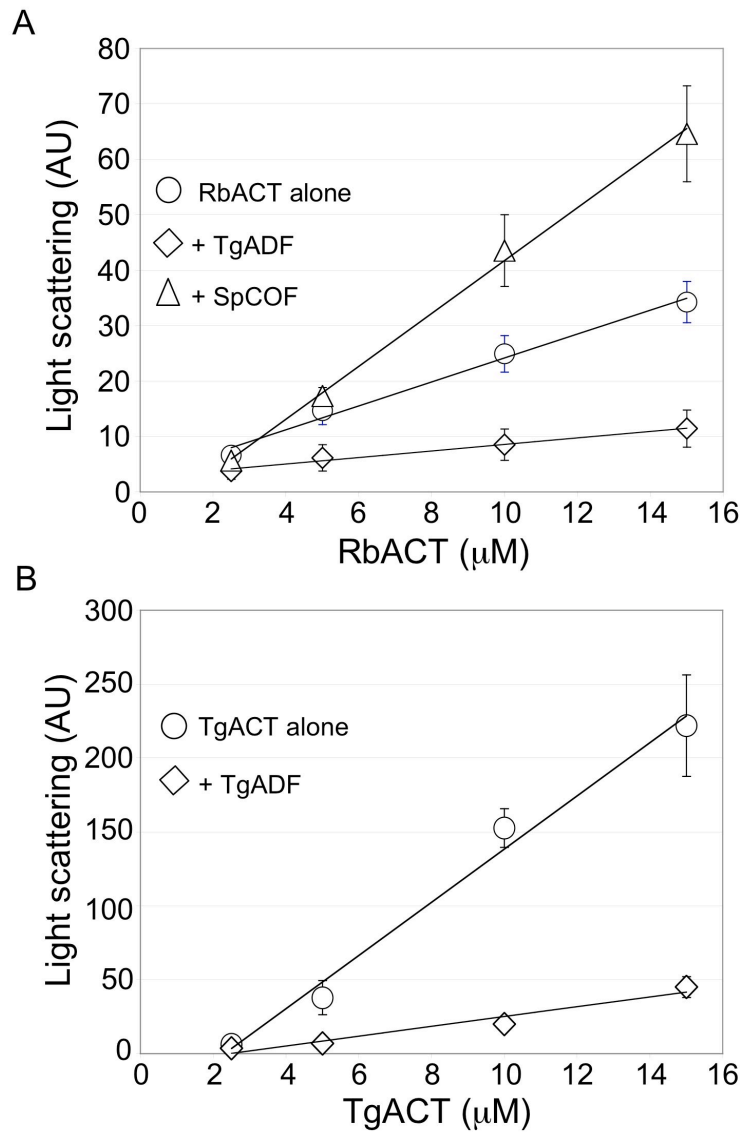 A
80
70
60
50
40
30
20
10
0
Light scattering (AU)
RbACT alone
+ TgADF
+ SpCOF
0 2 4 6 8 10 12 14 16
RbACT (μM)
B
300
250
200
150
100
50
0
Light scattering (AU)
TgACT alone
+ TgADF
0 2 4 6 8 10 12 14 16
TgACT (μM)